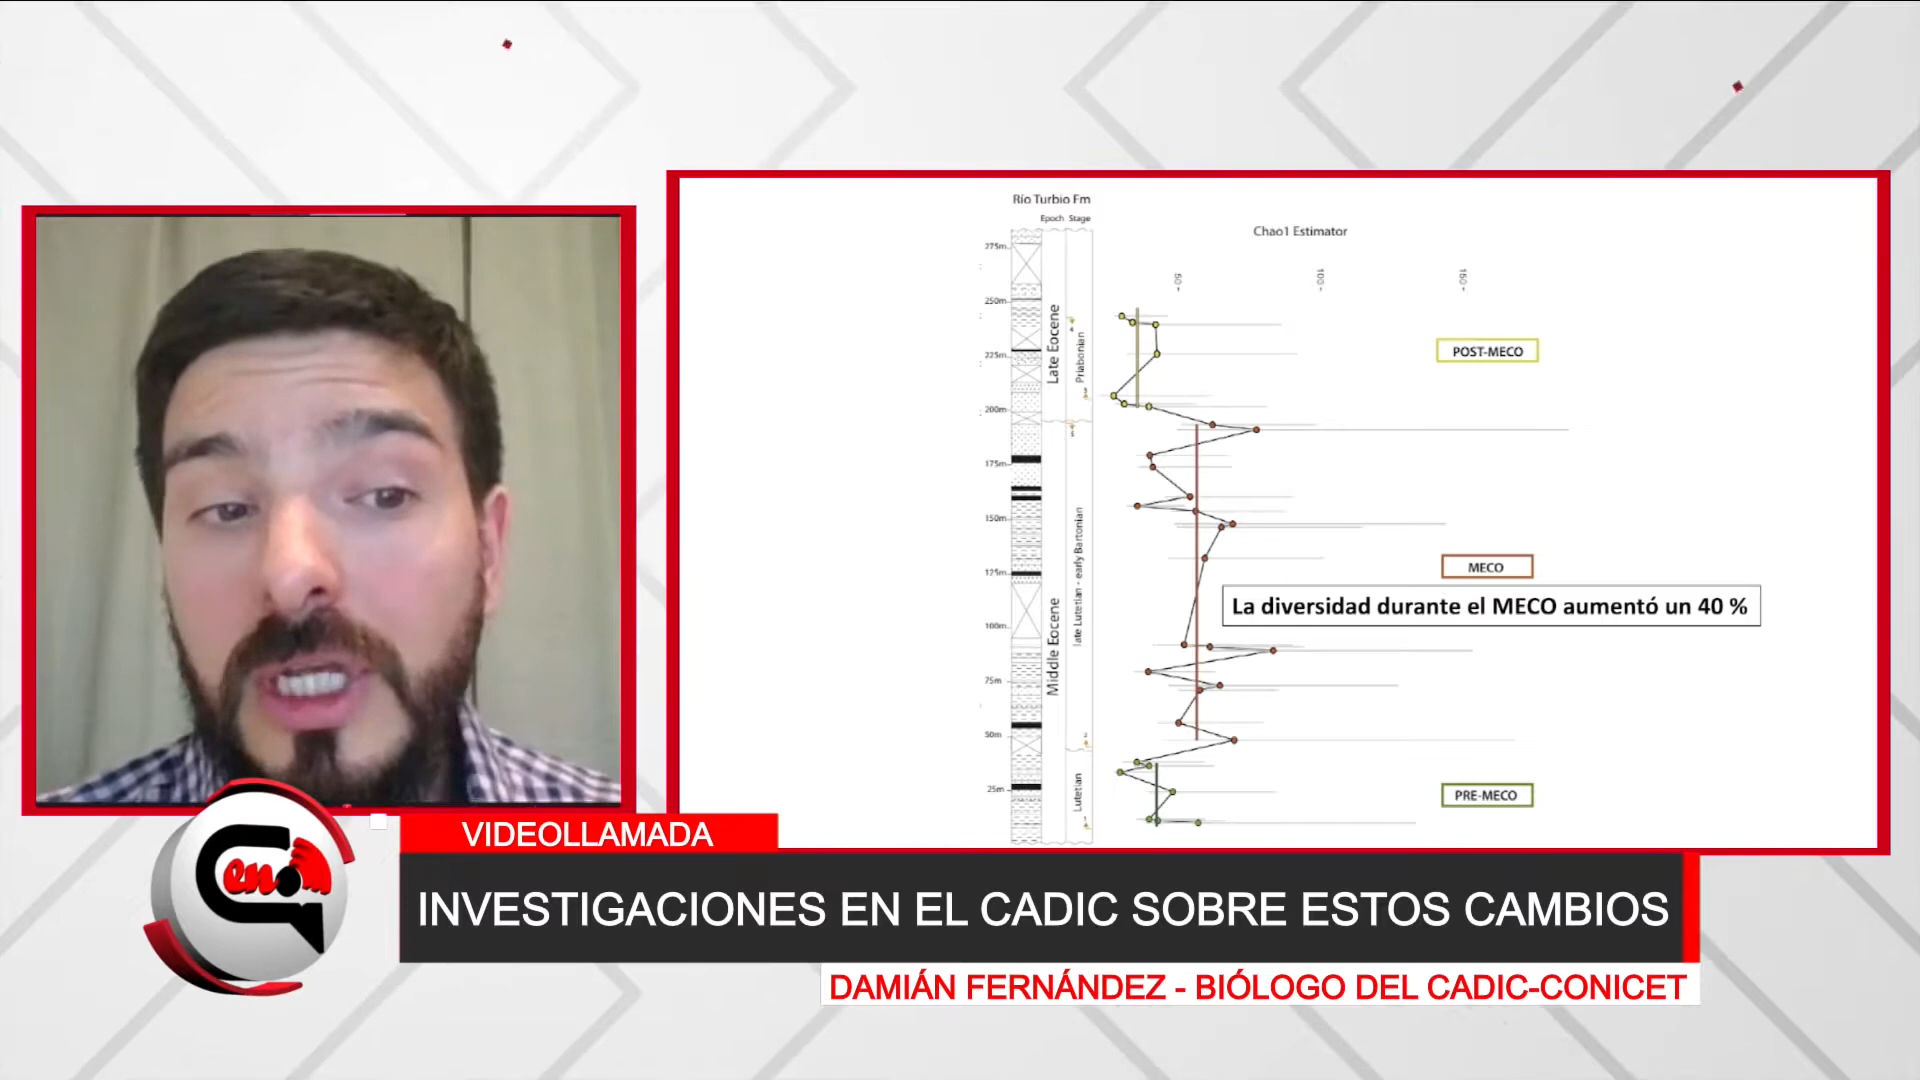 Río Turbio Fm
Epoch Stage
Chao1 Estimator
50
100
150
275m
250m
225m
200m
175m
150m
125m
100m
75m
50m
25m
Late Eocene
Middle Eocene
Priabonian
late Lutetian - early Bartonian
Lutetian
POST-MECO
MECO
La diversidad durante el MECO aumentó un 40 %
PRE-MECO
VIDEOLLAMADA
INVESTIGACIONES EN EL CADIC SOBRE ESTOS CAMBIOS
DAMIÁN FERNÁNDEZ - BIÓLOGO DEL CADIC-CONICET